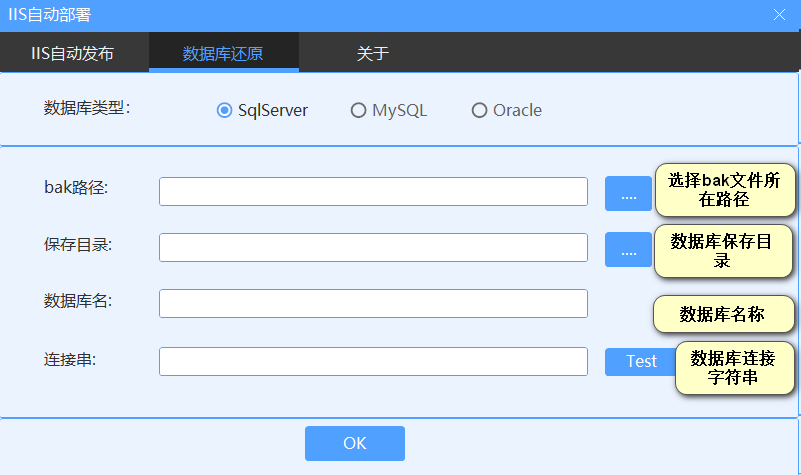 IIS自动部署
IIS自动发布
数据库还原
关于
数据库类型:
SqlServer
MySQL
Oracle
bak路径:
....
选择bak文件所
在路径
保存目录:
....
数据库保存目
录
数据库名:
数据库名称
连接串:
Test
数据库连接
字符串
OK